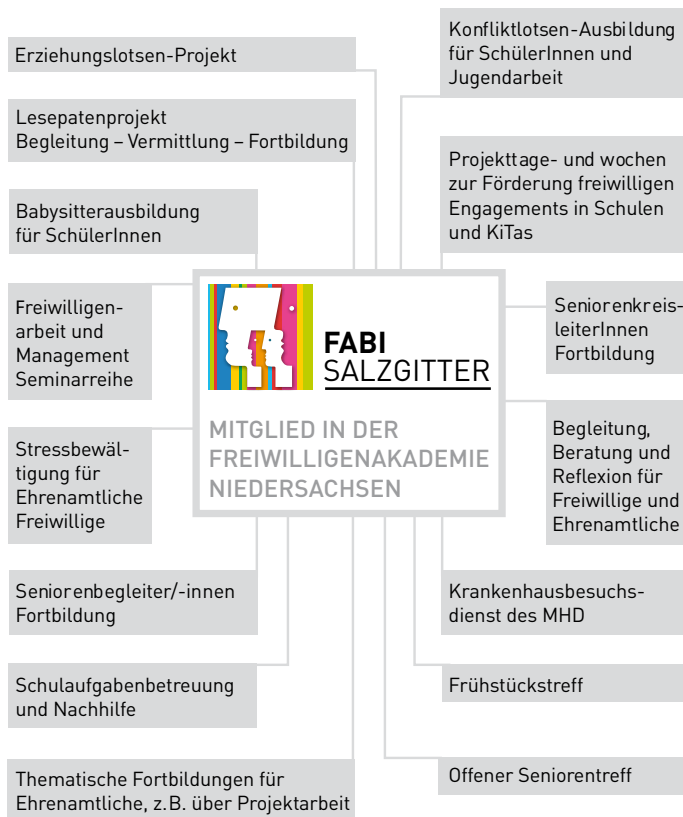 Erziehungslotsen-Projekt
Lesepatenprojekt
Begleitung – Vermittlung – Fortbildung
Babysitterausbildung
für SchülerInnen
Freiwilligen-
arbeit und
Management
Seminarreihe
Stressbewäl-
tigung für
Ehrenamtliche
Freiwillige
Seniorenbegleiter/-innen
Fortbildung
Schulaufgabenbetreuung
und Nachhilfe
Thematische Fortbildungen für
Ehrenamtliche, z.B. über Projektarbeit
FABI
SALZGITTER
MITGLIED IN DER
FREIWILLIGENAKADEMIE
NIEDERSACHSEN
Konfliktlotsen-Ausbildung
für SchülerInnen und
Jugendarbeit
Projekttage- und wochen
zur Förderung freiwilligen
Engagements in Schulen
und KiTas
Seniorenkreis-
leiterInnen
Fortbildung
Begleitung,
Beratung und
Reflexion für
Freiwillige und
Ehrenamtliche
Krankenhausbesuchs-
dienst des MHD
Frühstückstreff
Offener Seniorentreff